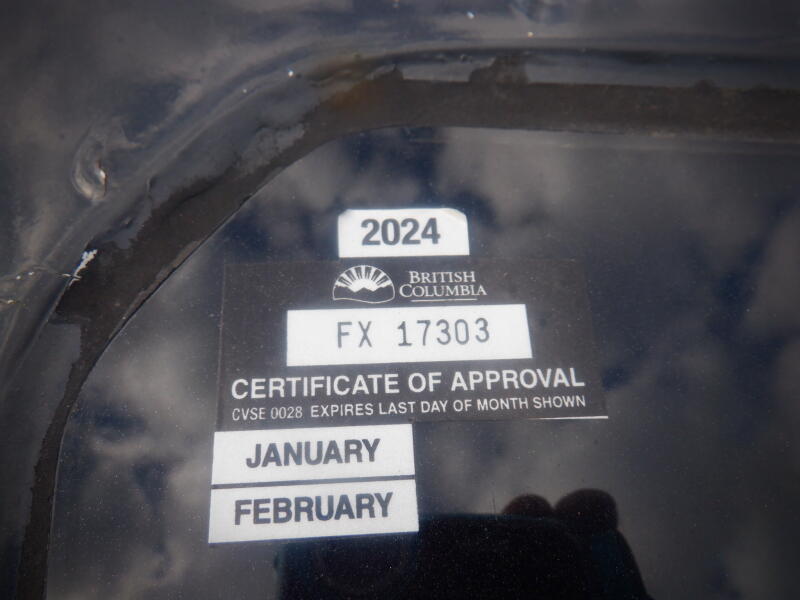 2024
BRITISH
COLUMBIA
FX 17303
CERTIFICATE OF APPROVAL
CVSE 0028 EXPIRES LAST DAY OF MONTH SHOWN
JANUARY
FEBRUARY